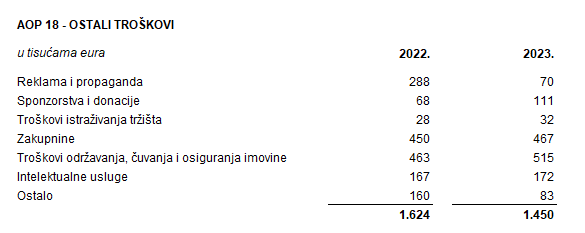 AOP 18 - OSTALI TROŠKOVI
u tisućama eura 2022. 2023.
Reklama i propaganda 288 70
Sponzorstva i donacije 68 111
Troškovi istraživanja tržišta 28 32
Zakupnine 450 467
Troškovi održavanja, čuvanja i osiguranja imovine 463 515
Intelektualne usluge 167 172
Ostalo 160 83
1.624 1.450